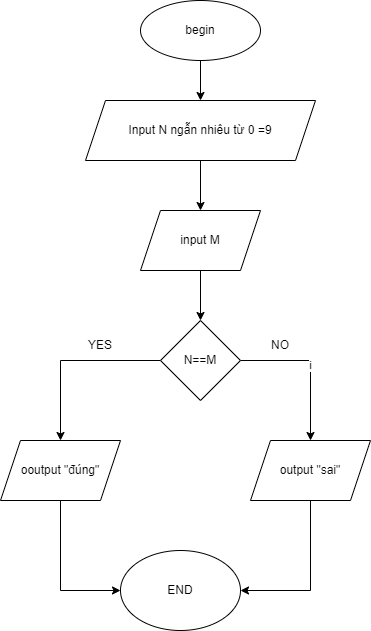 begin
Input N ngẫn nhiêu từ 0 =9
input M
N==M
YES
NO
i
ooutput "đúng"
output "sai"
END